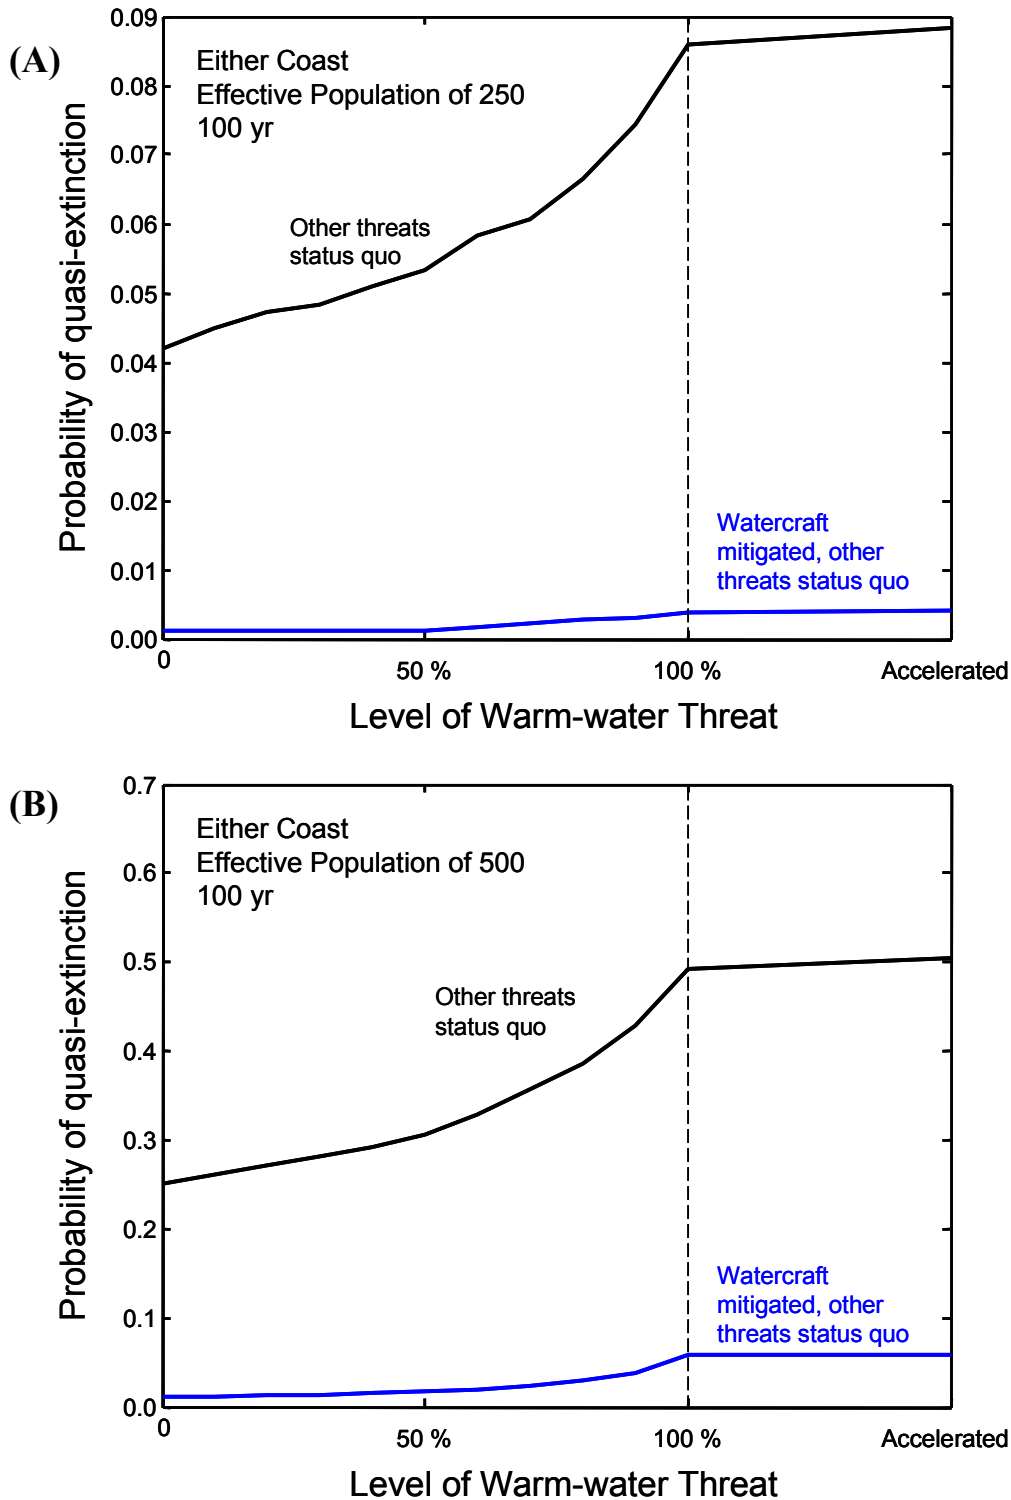 (A)
0.09
0.08
0.07
0.06
0.05
0.04
0.03
0.02
0.01
0.00
Probability of quasi-extinction
Either Coast
Effective Population of 250
100 yr
Other threats
status quo
Watercraft
mitigated, other
threats status quo
0
50 %
100 %
Accelerated
Level of Warm-water Threat
(B)
0.7
0.6
0.5
0.4
0.3
0.2
0.1
0.0
Probability of quasi-extinction
Either Coast
Effective Population of 500
100 yr
Other threats
status quo
Watercraft
mitigated, other
threats status quo
0
50 %
100 %
Accelerated
Level of Warm-water Threat